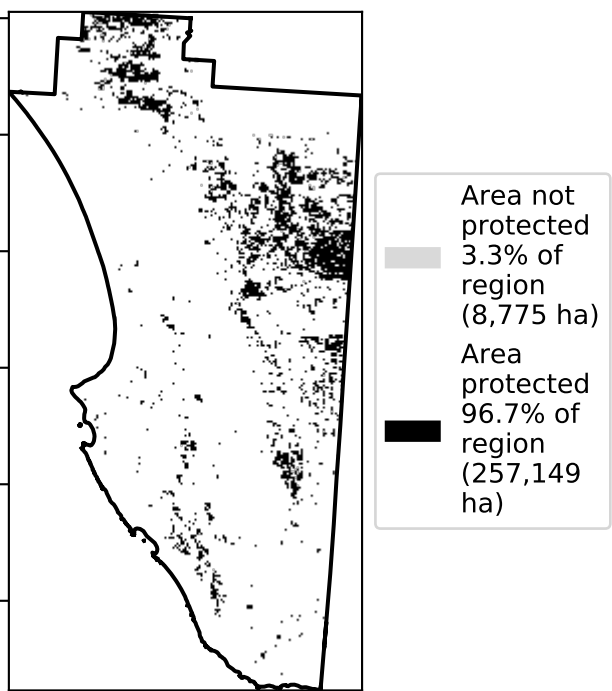 Area not
protected
3.3% of
region
(8,775 ha)
Area
protected
96.7% of
region
(257,149
ha)